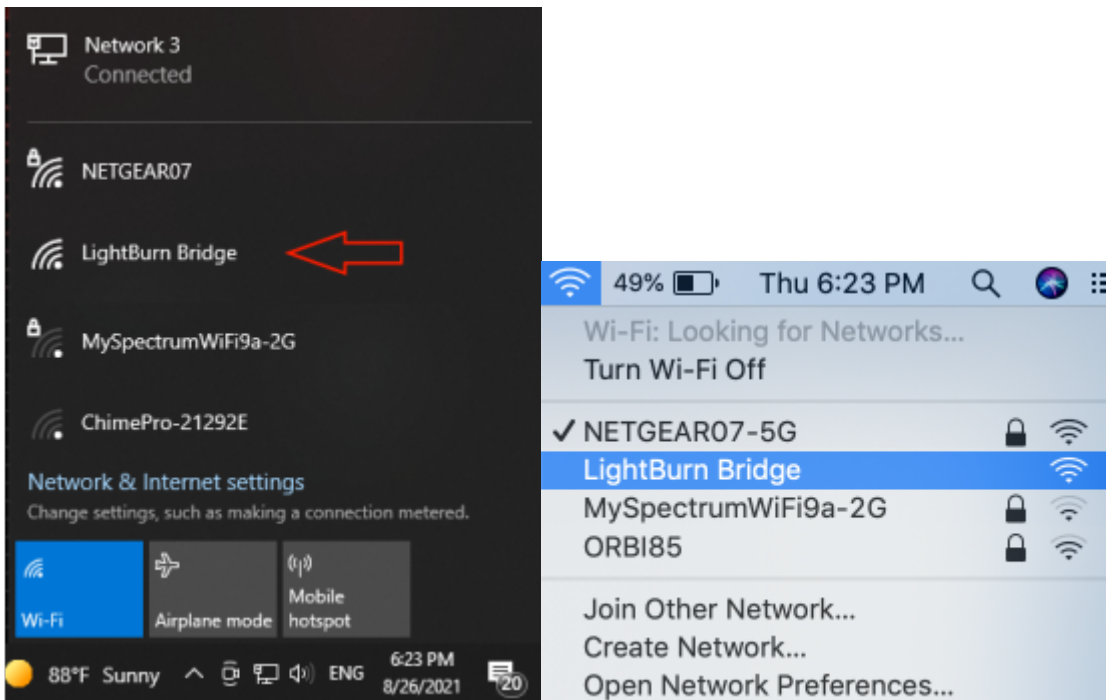 Network 3
Connected
NETGEAR07
LightBurn Bridge
MySpectrumWiFi9a-2G
ChimePro-21292E
Network & Internet settings
Change settings, such as making a connection metered.
Wi-Fi
Airplane mode
Mobile
hotspot
88°F Sunny
ENG
6:23 PM
8/26/2021
20
49% Thu 6:23 PM
Wi-Fi: Looking for Networks...
Turn Wi-Fi Off
NETGEAR07-5G
LightBurn Bridge
MySpectrumWiFi9a-2G
ORBI85
Join Other Network...
Create Network...
Open Network Preferences...